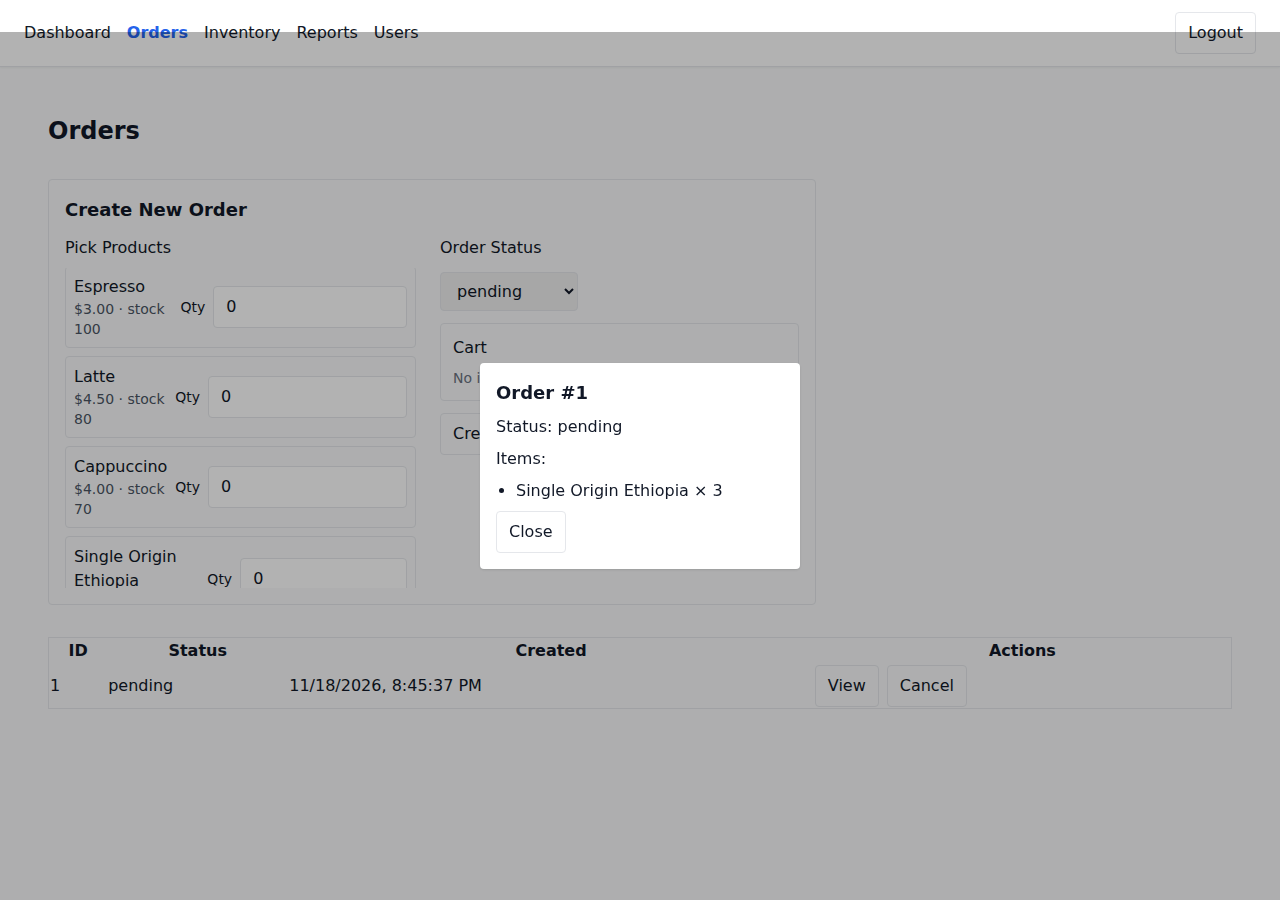 Dashboard Orders Inventory Reports Users Logout
Orders
Create New Order
Pick Products
Espresso
$3.00 · stock
100
Qty 0
Latte
$4.50 · stock
80
Qty 0
Cappuccino
$4.00 · stock
70
Qty 0
Single Origin
Ethiopia
Qty 0
Order Status
pending
Cart
No
Order #1
Status: pending
Items:
• Single Origin Ethiopia × 3
Close
ID Status Created Actions
1 pending 11/18/2026, 8:45:37 PM View Cancel